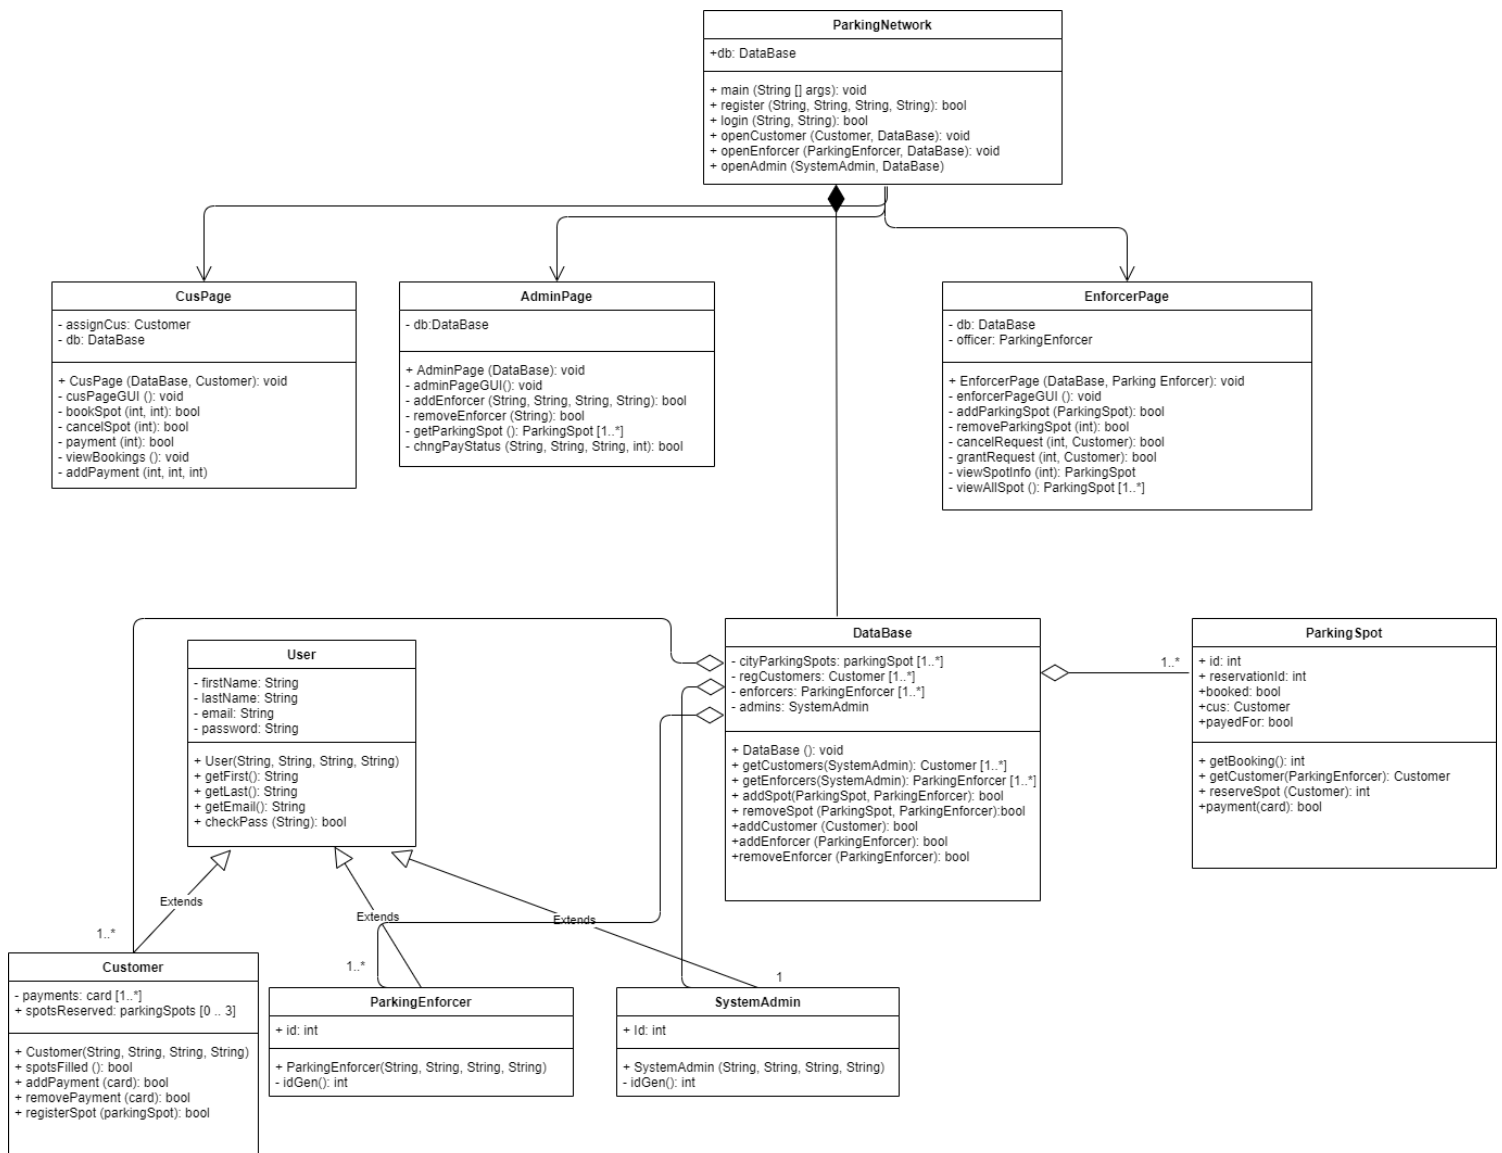 ParkingNetwork
+db: DataBase
+ main (String [] args): void
+ register (String, String, String, String): bool
+ login (String, String): bool
+ openCustomer (Customer, DataBase): void
+ openEnforcer (ParkingEnforcer, DataBase): void
+ openAdmin (SystemAdmin, DataBase)
CusPage
- assignCus: Customer
- db: DataBase
+ CusPage (DataBase, Customer): void
- cusPageGUI (): void
- bookSpot (int, int): bool
- cancelSpot (int): bool
- payment (int): bool
- viewBookings (): void
- addPayment (int, int, int)
AdminPage
- db:DataBase
+ AdminPage (DataBase): void
- adminPageGUI(): void
- addEnforcer (String, String, String, String): bool
- removeEnforcer (String): bool
- getParkingSpot (): ParkingSpot [1..*]
- chngPayStatus (String, String, String, int): bool
EnforcerPage
- db: DataBase
- officer: ParkingEnforcer
+ EnforcerPage (DataBase, Parking Enforcer): void
- enforcerPageGUI (): void
- addParkingSpot (ParkingSpot): bool
- removeParkingSpot (int): bool
- cancelRequest (int, Customer): bool
- grantRequest (int, Customer): bool
- viewSpotInfo (int): ParkingSpot
- viewAllSpot (): ParkingSpot [1..*]
User
- firstName: String
- lastName: String
- email: String
- password: String
+ User(String, String, String, String)
+ getFirst(): String
+ getLast(): String
+ getEmail(): String
+ checkPass (String): bool
DataBase
- cityParkingSpots: parkingSpot [1..*]
- regCustomers: Customer [1..*]
- enforcers: ParkingEnforcer [1..*]
- admins: SystemAdmin
+ DataBase (): void
+ getCustomers(SystemAdmin): Customer [1..*]
+ getEnforcers(SystemAdmin): ParkingEnforcer [1..*]
+ addSpot(ParkingSpot, ParkingEnforcer): bool
+ removeSpot (ParkingSpot, ParkingEnforcer):bool
+addCustomer (Customer): bool
+addEnforcer (ParkingEnforcer): bool
+removeEnforcer (ParkingEnforcer): bool
1..*
ParkingSpot
+ id: int
+ reservationId: int
+booked: bool
+cus: Customer
+payedFor: bool
+ getBooking(): int
+ getCustomer(ParkingEnforcer): Customer
+ reserveSpot (Customer): int
+payment(card): bool
Extends
Extends
Extends
1..*
1..*
1
Customer
- payments: card [1..*]
+ spotsReserved: parkingSpots [0 .. 3]
+ Customer(String, String, String, String)
+ spotsFilled (): bool
+ addPayment (card): bool
+ removePayment (card): bool
+ registerSpot (parkingSpot): bool
ParkingEnforcer
+ id: int
+ ParkingEnforcer(String, String, String, String)
- idGen(): int
SystemAdmin
+ Id: int
+ SystemAdmin (String, String, String, String)
- idGen(): int